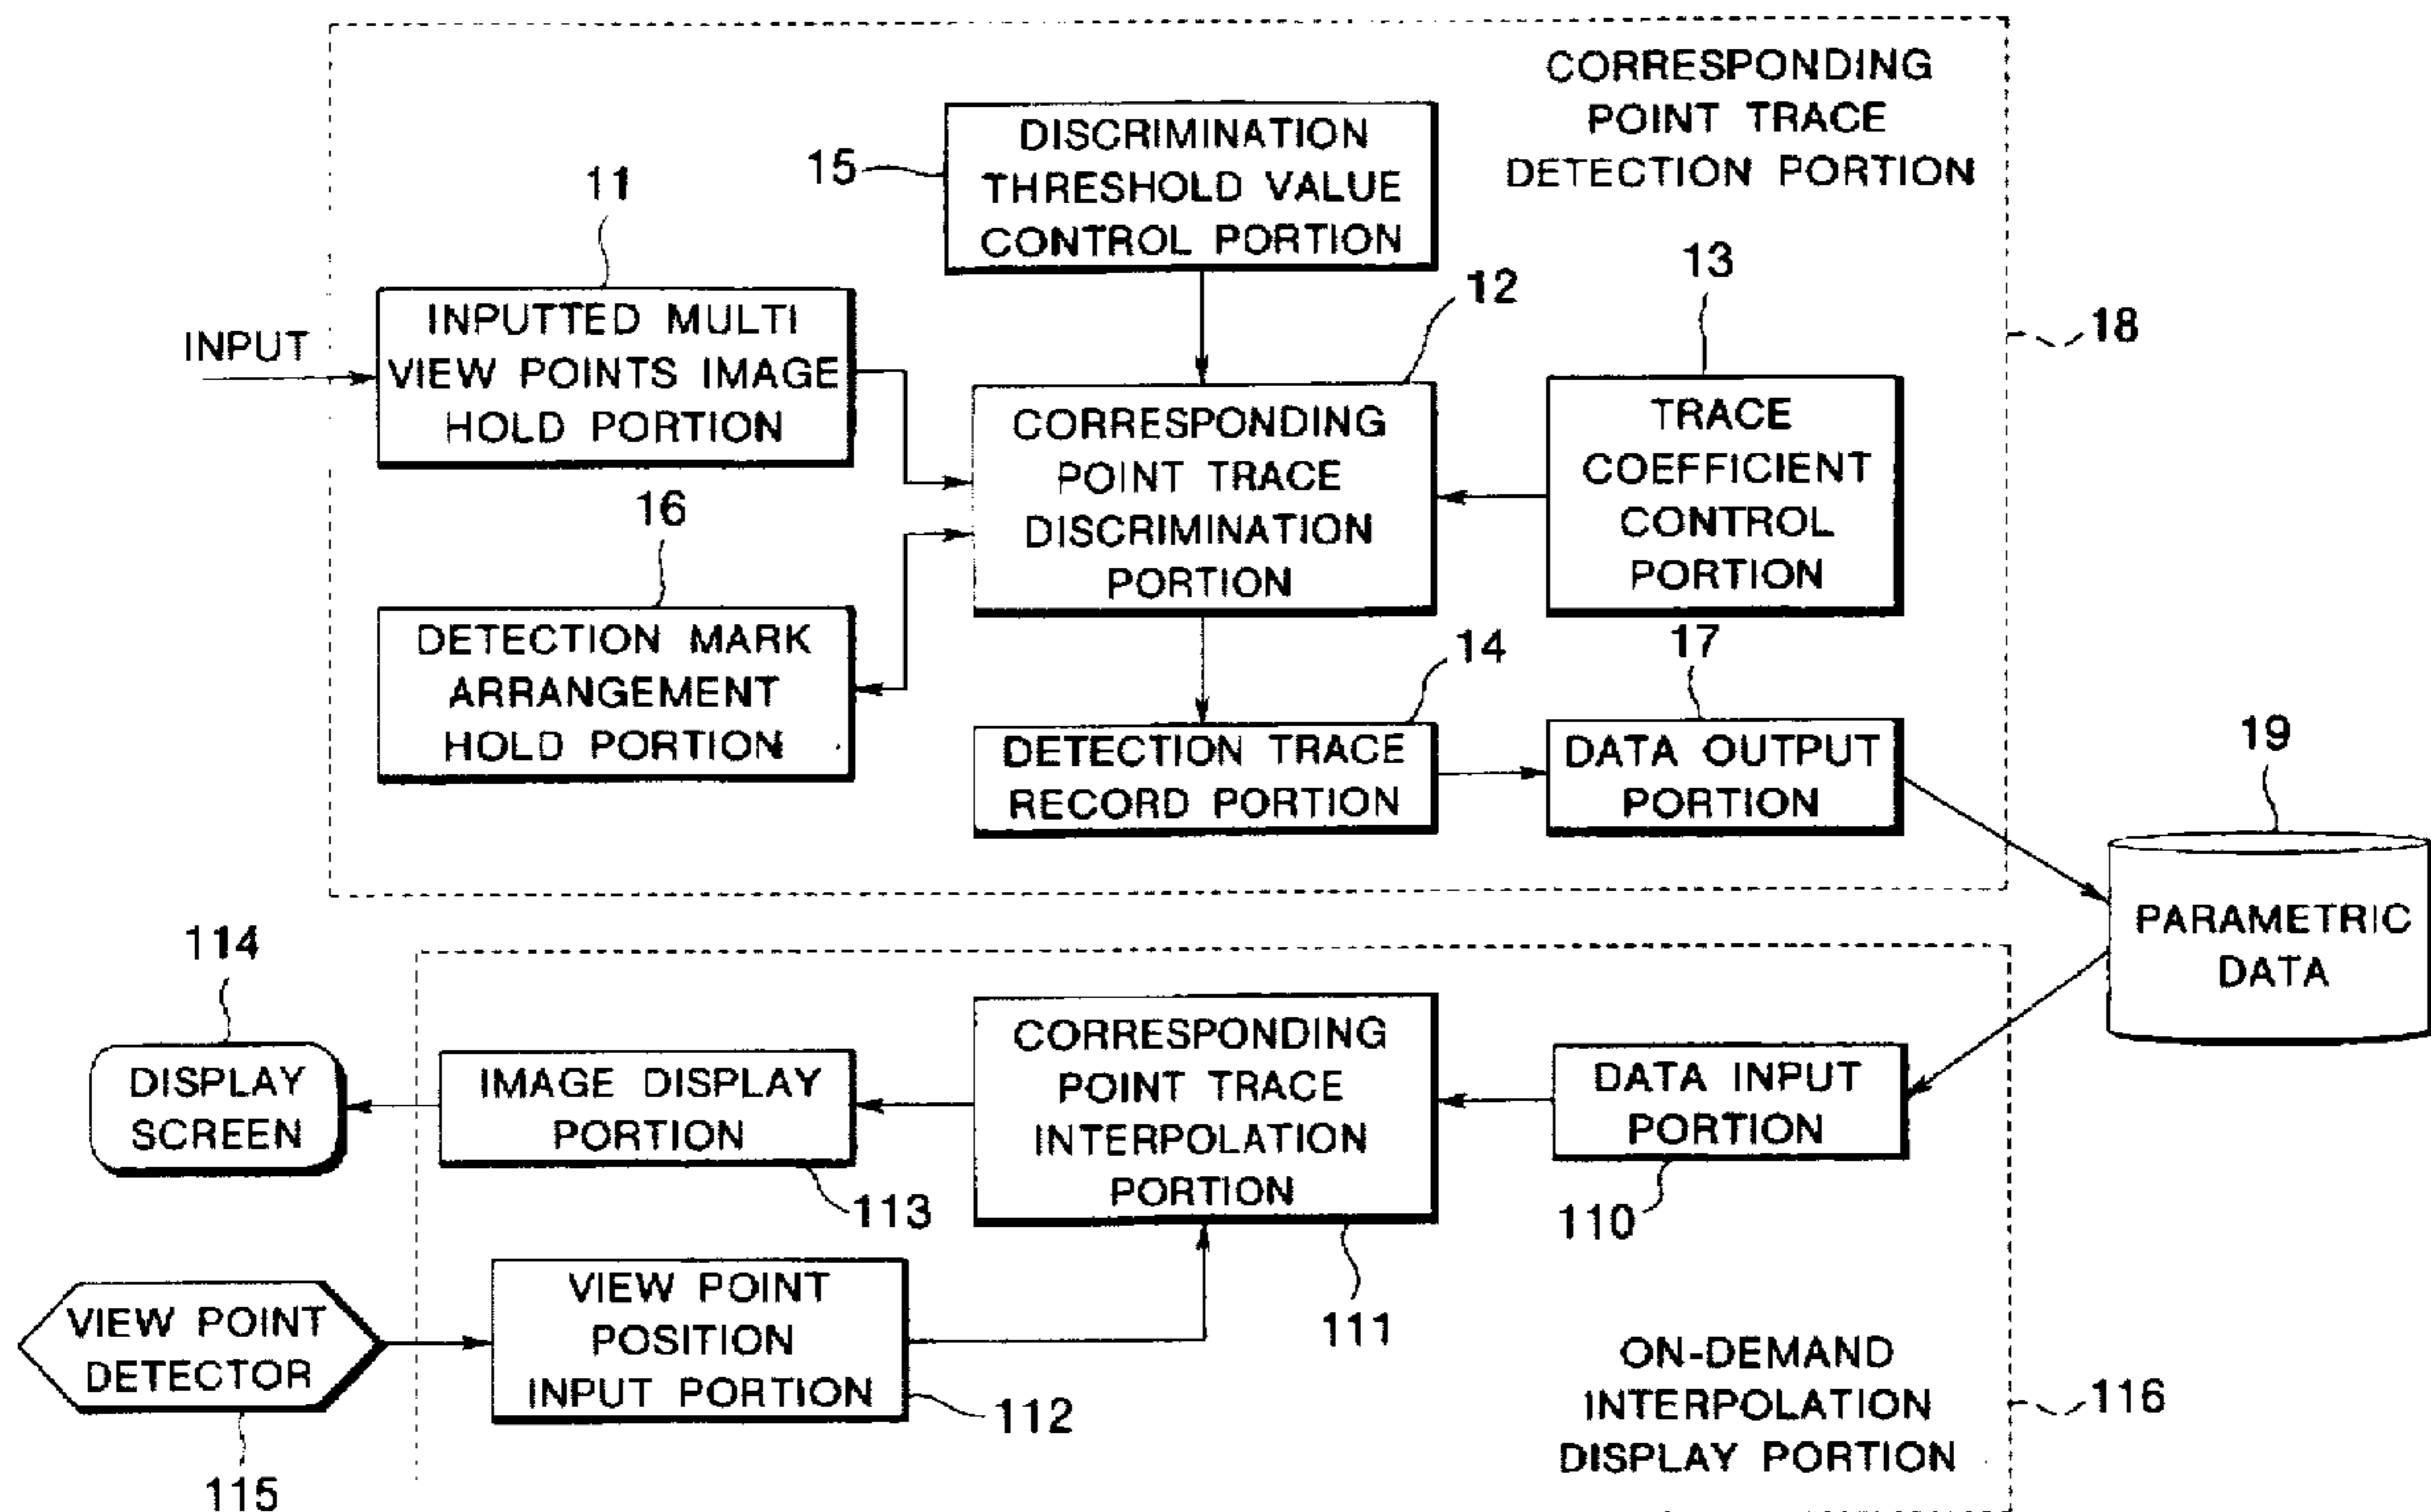 CORRESPONDING
POINT TRACE
DETECTION PORTION
18
15
DISCRIMINATION
THRESHOLD VALUE
CONTROL PORTION
11
INPUT
INPUTTED MULTI
VIEW POINTS IMAGE
HOLD PORTION
12
CORRESPONDING
POINT TRACE
DISCRIMINATION
PORTION
13
TRACE
COEFFICIENT
CONTROL
PORTION
16
DETECTION MARK
ARRANGEMENT
HOLD PORTION
14
DETECTION TRACE
RECORD PORTION
17
DATA OUTPUT
PORTION
19
PARAMETRIC
DATA
114
DISPLAY
SCREEN
IMAGE DISPLAY
PORTION
113
CORRESPONDING
POINT TRACE
INTERPOLATION
PORTION
111
DATA INPUT
PORTION
110
VIEW POINT
DETECTOR
115
VIEW POINT
POSITION
INPUT PORTION
112
ON-DEMAND
INTERPOLATION
DISPLAY PORTION
116